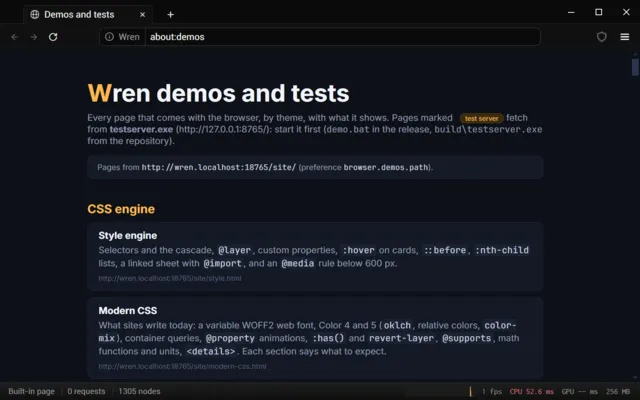 Demos and tests
Wren about:demos
Wren demos and tests
Every page that comes with the browser, by theme, with what it shows. Pages marked test server fetch
from testserver.exe (http://127.0.0.1:8765/): start it first (demo.bat in the release, build\testserver.exe
from the repository).
Pages from http://wren.localhost:18765/site/ (preference browser.demos.path).
CSS engine
Style engine
Selectors and the cascade, @layer, custom properties, :hover on cards, ::before, :nth-child
lists, a linked sheet with @import, and an @media rule below 600 px.
http://wren.localhost:18765/site/style.html
Modern CSS
What sites write today: a variable WOFF2 web font, Color 4 and 5 (oklch, relative colors, color-
mix), container queries, @property animations, :has() and revert-layer, @supports, math
functions and units, <details>. Each section says what to expect.
http://wren.localhost:18765/site/modern-css.html
Built-in page 0 requests 1305 nodes 1 fps CPU 52.6 ms GPU -- ms 256 MB